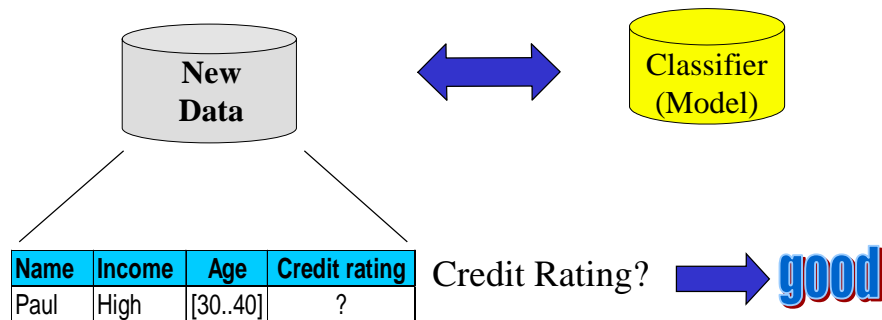 New
Data
Classifier
(Model)
Name Income Age Credit rating
Paul High [30..40] ?
Credit Rating?
good